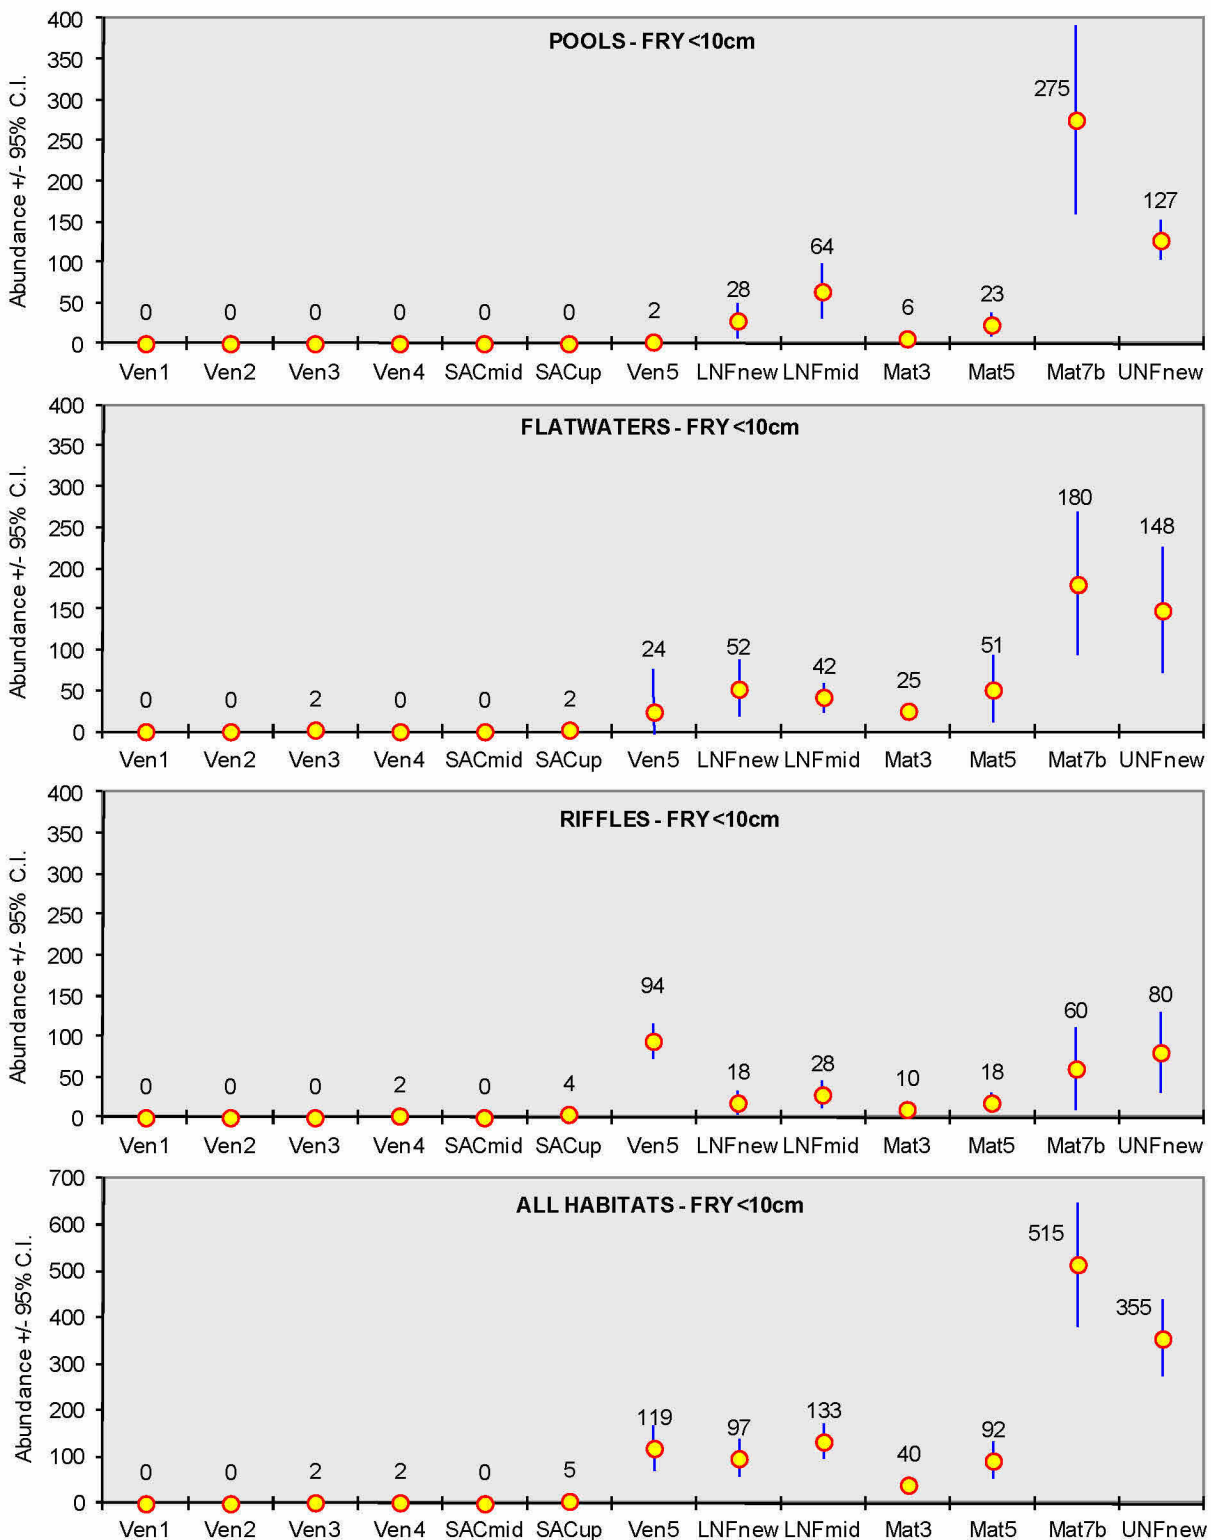 POOLS - FRY <10cm
Abundance +/- 95% C.I.
400
350
300
250
200
150
100
50
0
0 0 0 0 0 0 2 28 64 6 23 275 127
Ven1 Ven2 Ven3 Ven4 SACmid SACup Ven5 LNFnew LNFmid Mat3 Mat5 Mat7b UNFnew
FLATWATERS - FRY <10cm
Abundance +/- 95% C.I.
400
350
300
250
200
150
100
50
0
0 0 2 0 0 2 24 52 42 25 51 180 148
Ven1 Ven2 Ven3 Ven4 SACmid SACup Ven5 LNFnew LNFmid Mat3 Mat5 Mat7b UNFnew
RIFFLES - FRY <10cm
Abundance +/- 95% C.I.
400
350
300
250
200
150
100
50
0
0 0 0 2 0 4 94 18 28 10 18 60 80
Ven1 Ven2 Ven3 Ven4 SACmid SACup Ven5 LNFnew LNFmid Mat3 Mat5 Mat7b UNFnew
ALL HABITATS - FRY <10cm
Abundance +/- 95% C.I.
700
600
500
400
300
200
100
0
0 0 2 2 0 5 119 97 133 40 92 515 355
Ven1 Ven2 Ven3 Ven4 SACmid SACup Ven5 LNFnew LNFmid Mat3 Mat5 Mat7b UNFnew